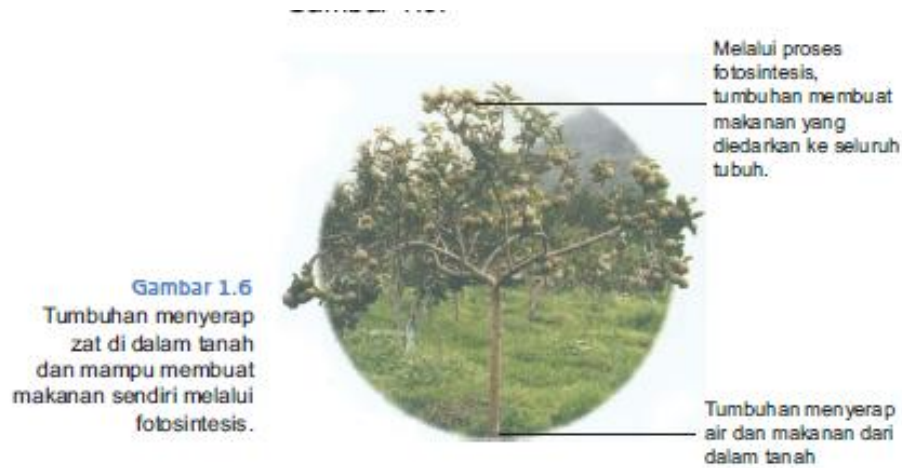 Melalui proses
fotosintesis,
tumbuhan membuat
makanan yang
diedarkan ke seluruh
tubuh.
Gambar 1.6
Tumbuhan menyerap
zat di dalam tanah
dan mampu membuat
makanan sendiri melalui
fotosintesis.
Tumbuhan menyerap
air dan makanan dari
dalam tanah